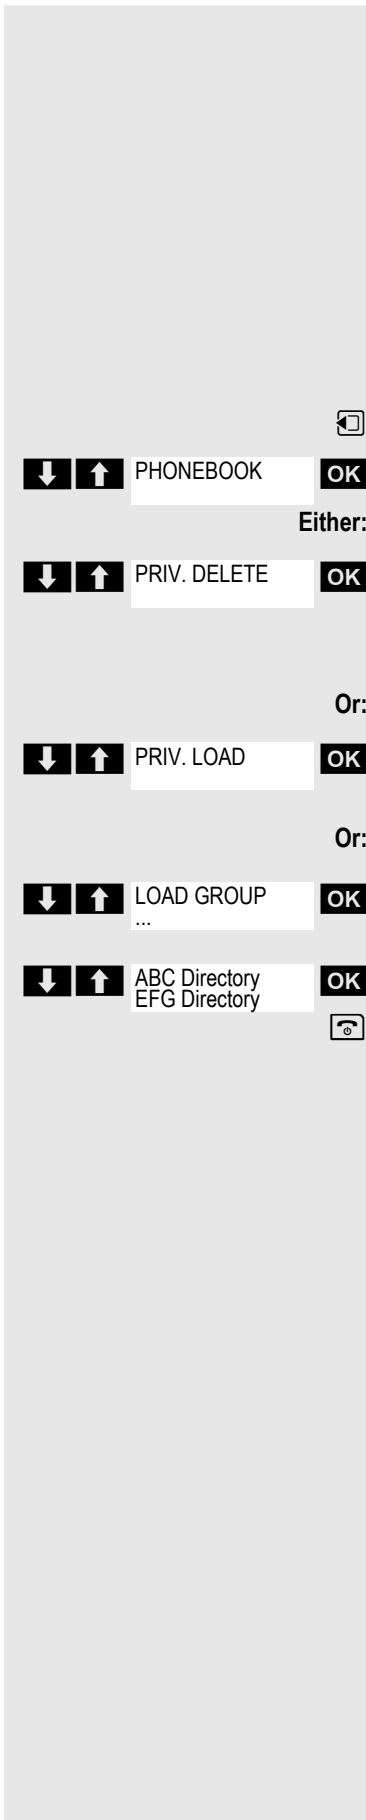 PHONEBOOK OK
Either:
PRIV. DELETE OK
Or:
PRIV. LOAD OK
Or:
LOAD GROUP OK
...
ABC Directory OK
EFG Directory